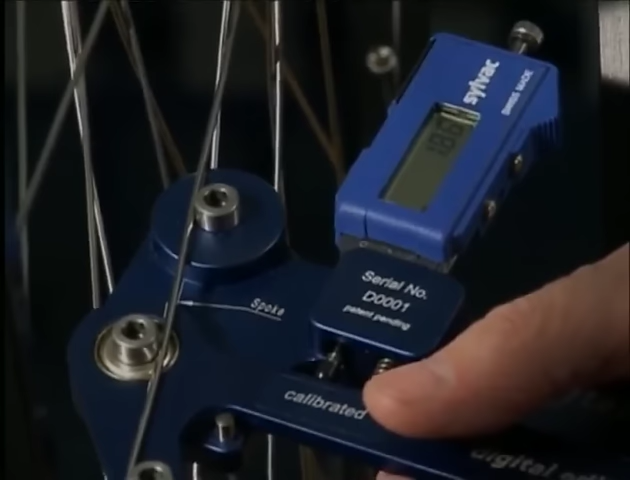 sylvac
SWISS MADE
Serial No.
D0001
patent pending
Spoke
calibrated
digital